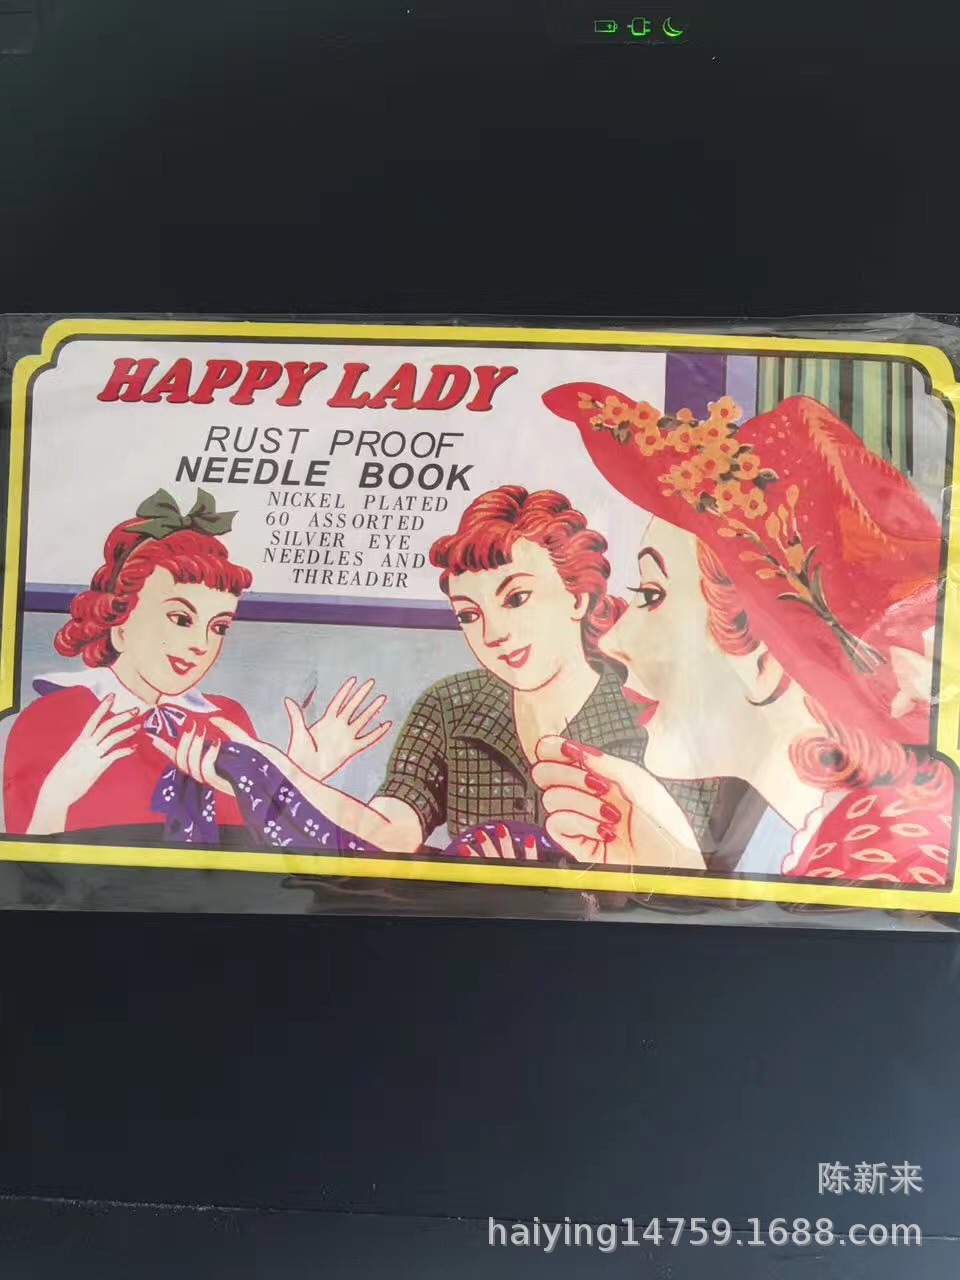 HAPPY LADY
RUST PROOF
NEEDLE BOOK
NICKEL PLATED
60 ASSORTED
SILVER EYE
NEEDLES AND
THREADER
陈新来
haiying14759.1688.com